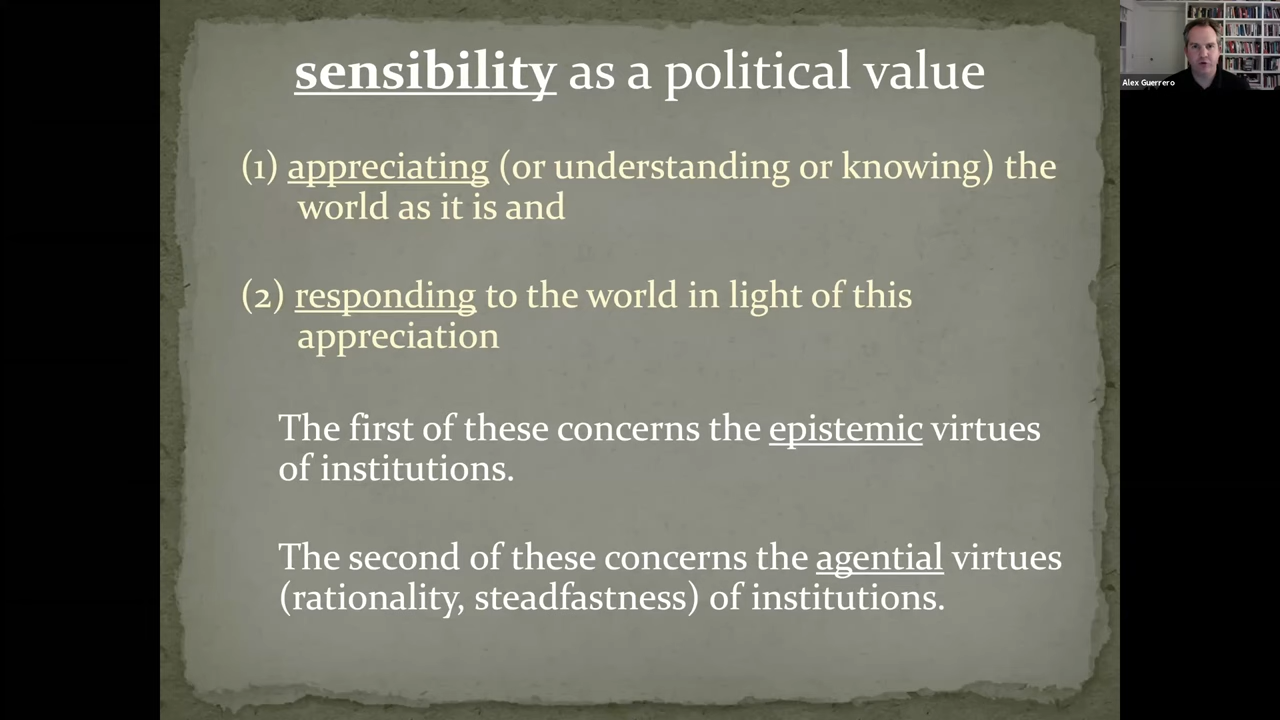 sensibility as a political value
Alex Guerrero
(1) appreciating (or understanding or knowing) the
world as it is and
(2) responding to the world in light of this
appreciation
The first of these concerns the epistemic virtues
of institutions.
The second of these concerns the agential virtues
(rationality, steadfastness) of institutions.